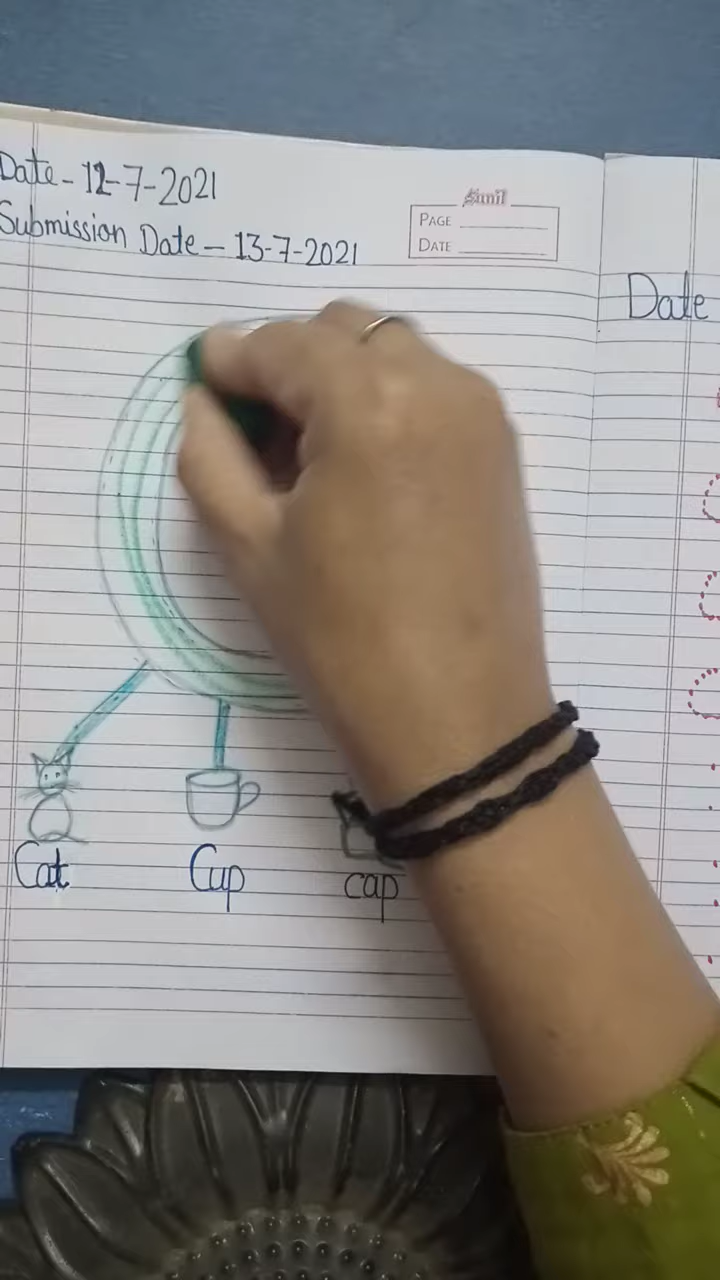 Date - 12-7-2021
Submission Date - 13-7-2021
Sunil
PAGE
DATE
Date
Cat
Cup
cap